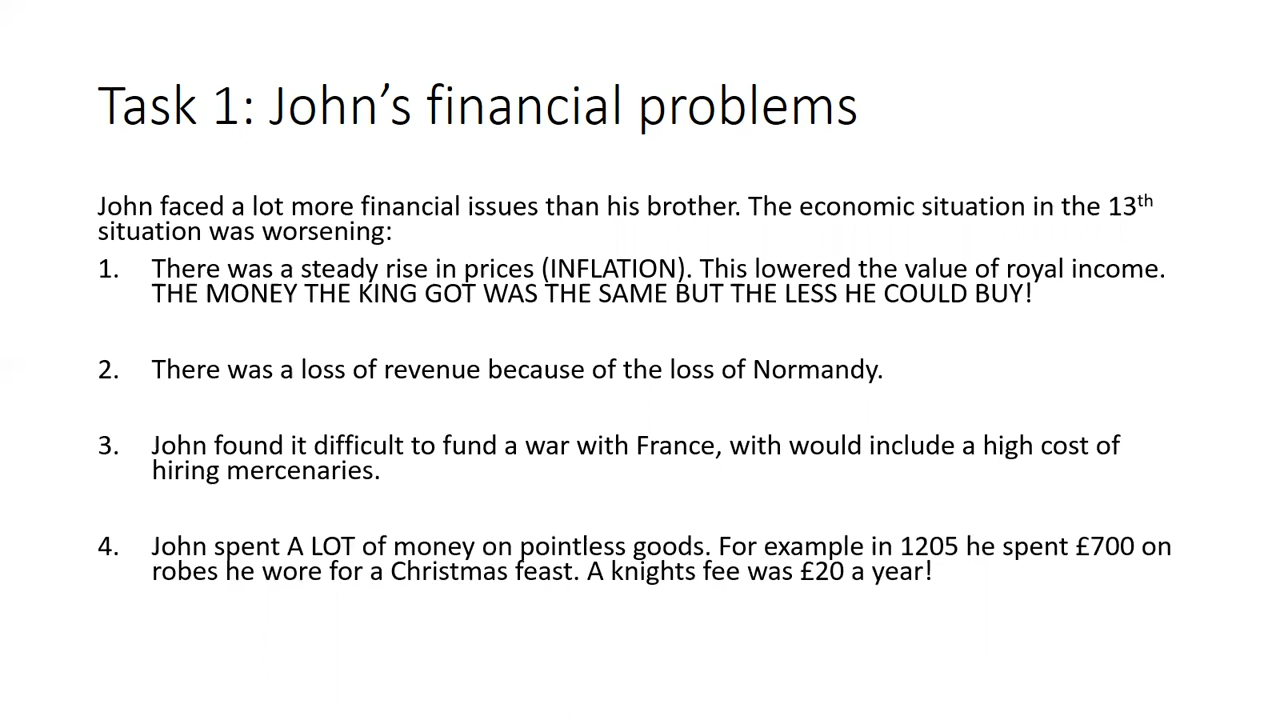 Task 1: John’s financial problems
John faced a lot more financial issues than his brother. The economic situation in the 13th
situation was worsening:
1. There was a steady rise in prices (INFLATION). This lowered the value of royal income.
THE MONEY THE KING GOT WAS THE SAME BUT THE LESS HE COULD BUY!
2. There was a loss of revenue because of the loss of Normandy.
3. John found it difficult to fund a war with France, with would include a high cost of
hiring mercenaries.
4. John spent A LOT of money on pointless goods. For example in 1205 he spent £700 on
robes he wore for a Christmas feast. A knights fee was £20 a year!